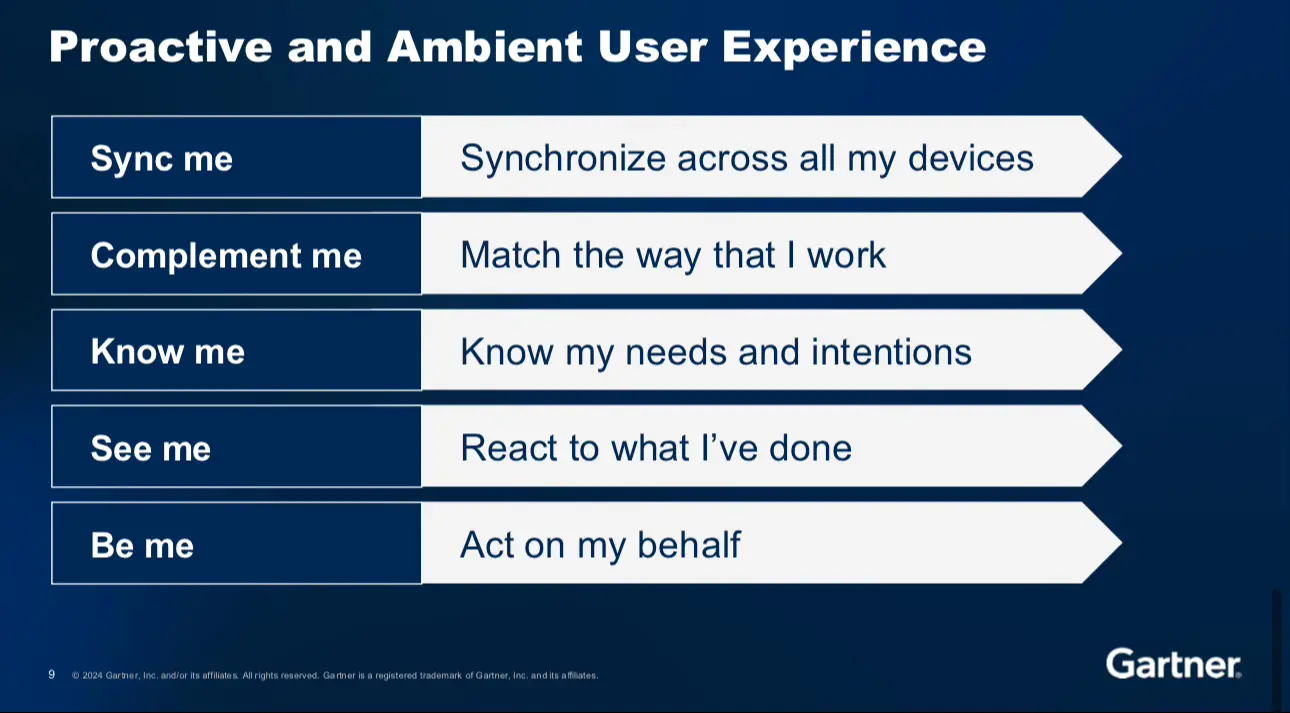 Proactive and Ambient User Experience
Sync me
Synchronize across all my devices
Complement me
Match the way that I work
Know me
Know my needs and intentions
See me
React to what I’ve done
Be me
Act on my behalf
9 © 2024 Gartner, Inc. and/or its affiliates. All rights reserved. Gartner is a registered trademark of Gartner, Inc. and its affiliates.
Gartner®